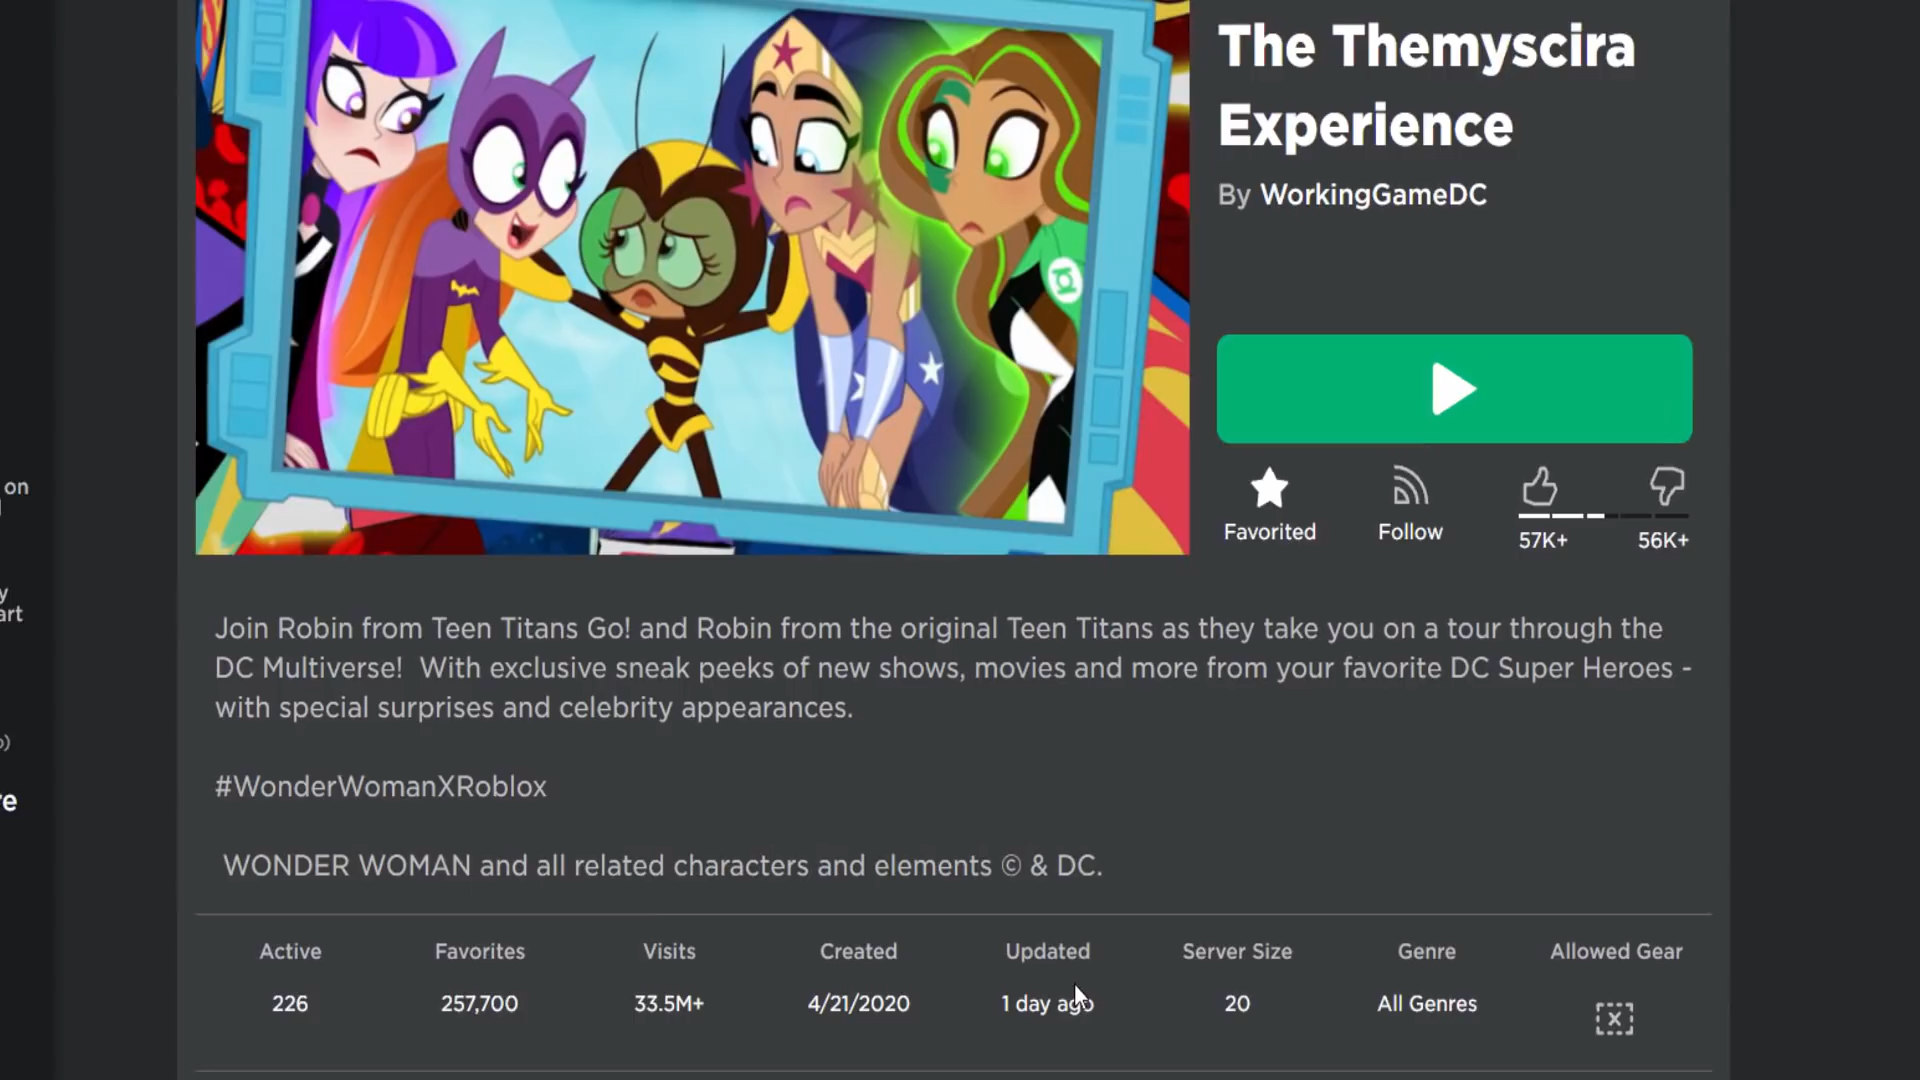 The Themyscira
Experience
By WorkingGameDC
Favorited
Follow
57K+
56K+
on
y
art
o)
re
Join Robin from Teen Titans Go! and Robin from the original Teen Titans as they take you on a tour through the
DC Multiverse!  With exclusive sneak peeks of new shows, movies and more from your favorite DC Super Heroes -
with special surprises and celebrity appearances.
#WonderWomanXRoblox
WONDER WOMAN and all related characters and elements © & DC.
Active Favorites Visits Created Updated Server Size Genre Allowed Gear
226 257,700 33.5M+ 4/21/2020 1 day ago 20 All Genres